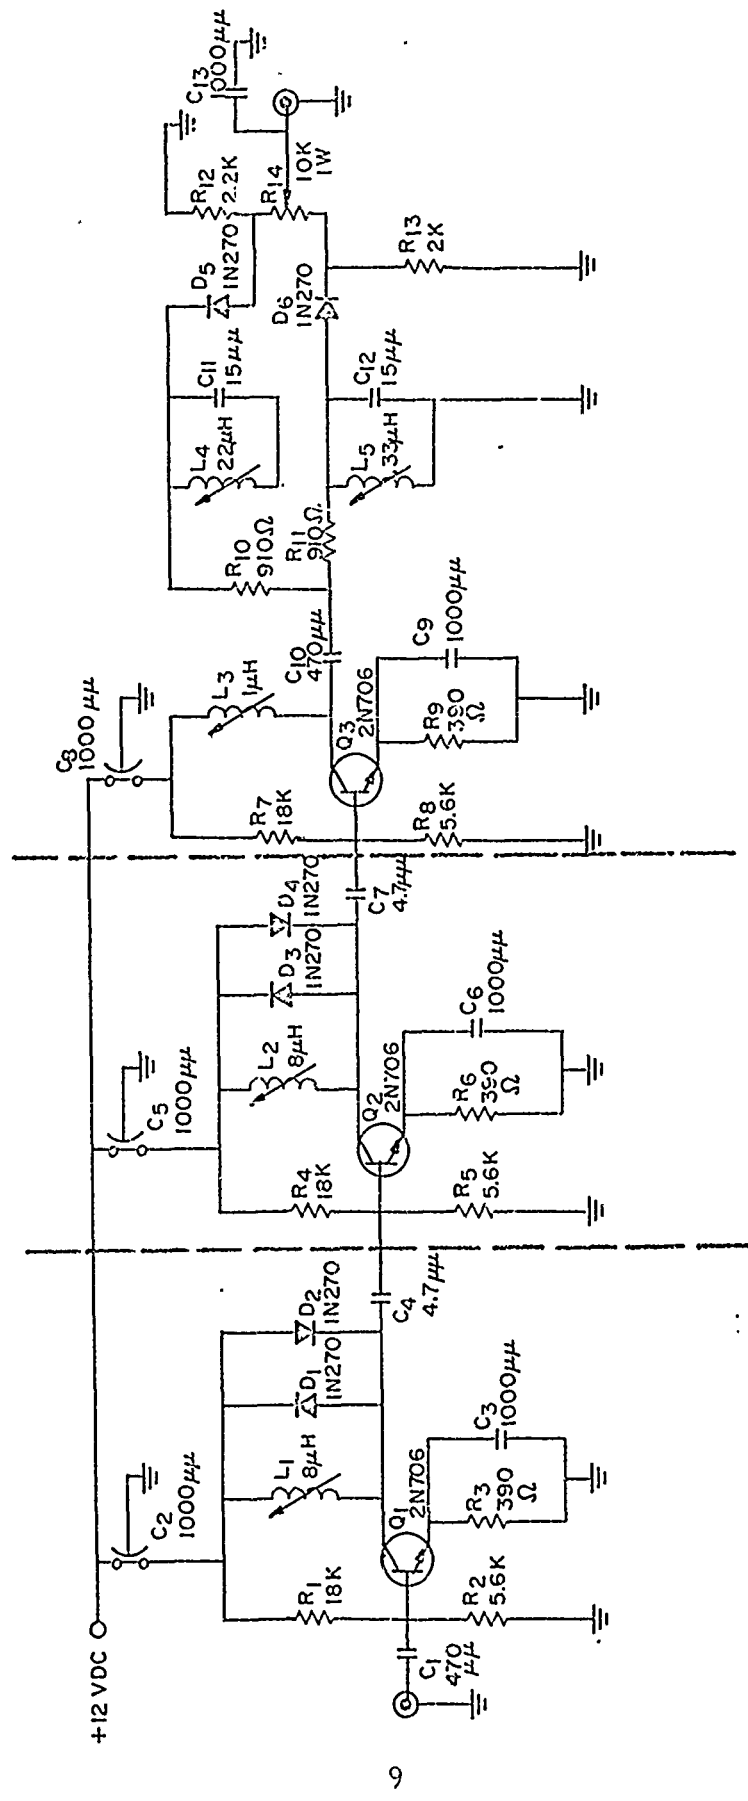 +12 VDC
C1
470
μμ
R1
18K
R2
5.6K
C2
1000μμ
Q1
2N706
L1
8μH
R3
390
Ω
C3
1000μμ
D1
1N270
D2
1N270
C4
4.7μμ
R4
18K
R5
5.6K
C5
1000μμ
Q2
2N706
L2
8μH
R6
390
Ω
C6
1000μμ
D3
1N270
D4
1N270
C7
4.7μμ
R7
18K
R8
5.6K
C8
1000μμ
Q3
2N706
L3
1μH
R9
390
Ω
C9
1000μμ
C10
470μμ
R10
910Ω
R11
910Ω
L4
22μH
C11
15μμ
L5
33μH
C12
15μμ
D5
1N270
D6
1N270
R12
2.2K
R13
2K
R14
10K
1W
C13
1000μμ
6